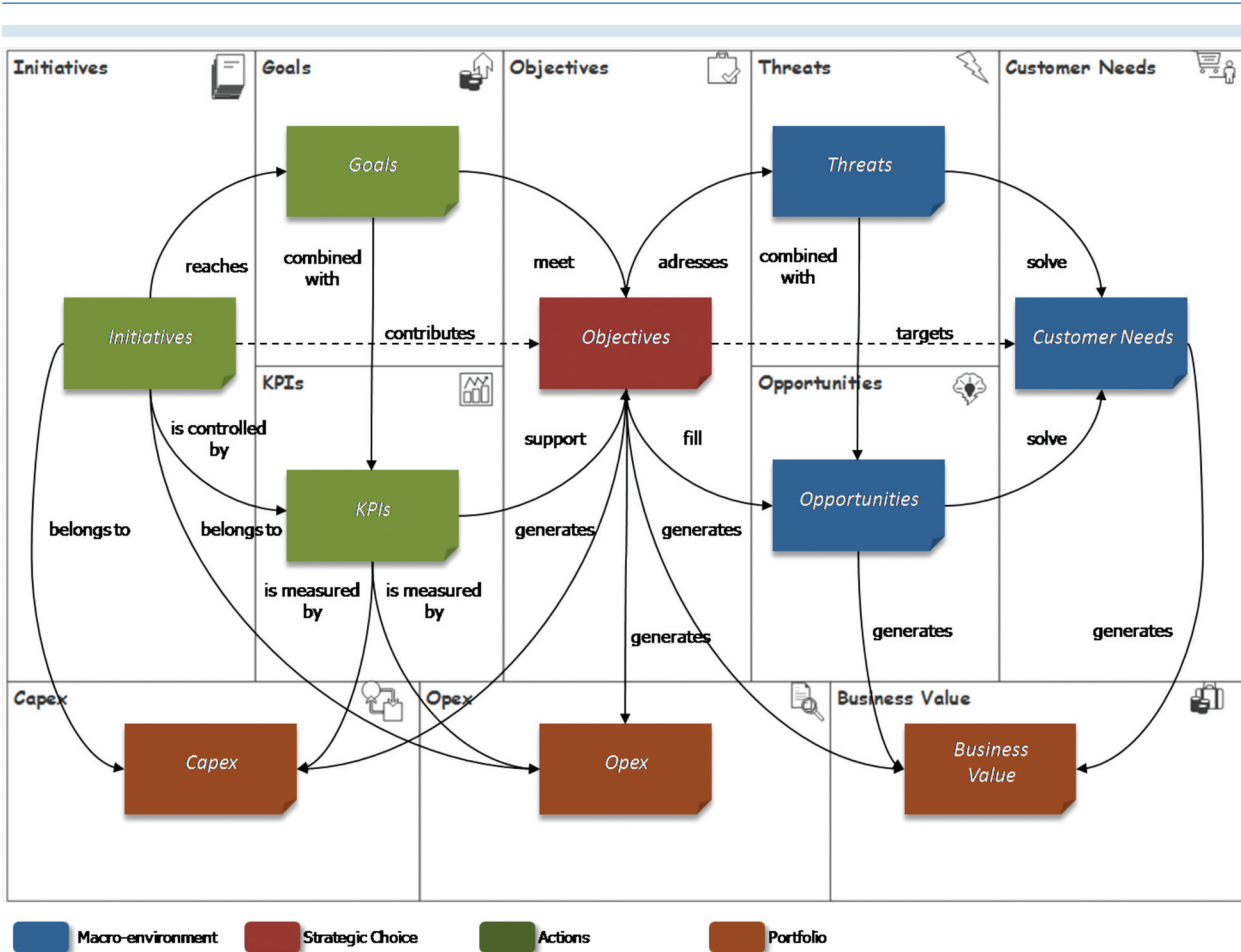 Initiatives
Goals
Objectives
Threats
Customer Needs
Goals
Threats
reaches
combined
with
meet
adresses
combined
with
solve
Initiatives
contributes
Objectives
targets
Customer Needs
KPIs
Opportunities
is controlled
by
support
fill
solve
KPIs
Opportunities
belongs to
belongs to
generates
generates
is measured
by
is measured
by
generates
generates
generates
Capex
Opex
Business Value
Capex
Opex
Business
Value
Macro-environment
Strategic Choice
Actions
Portfolio